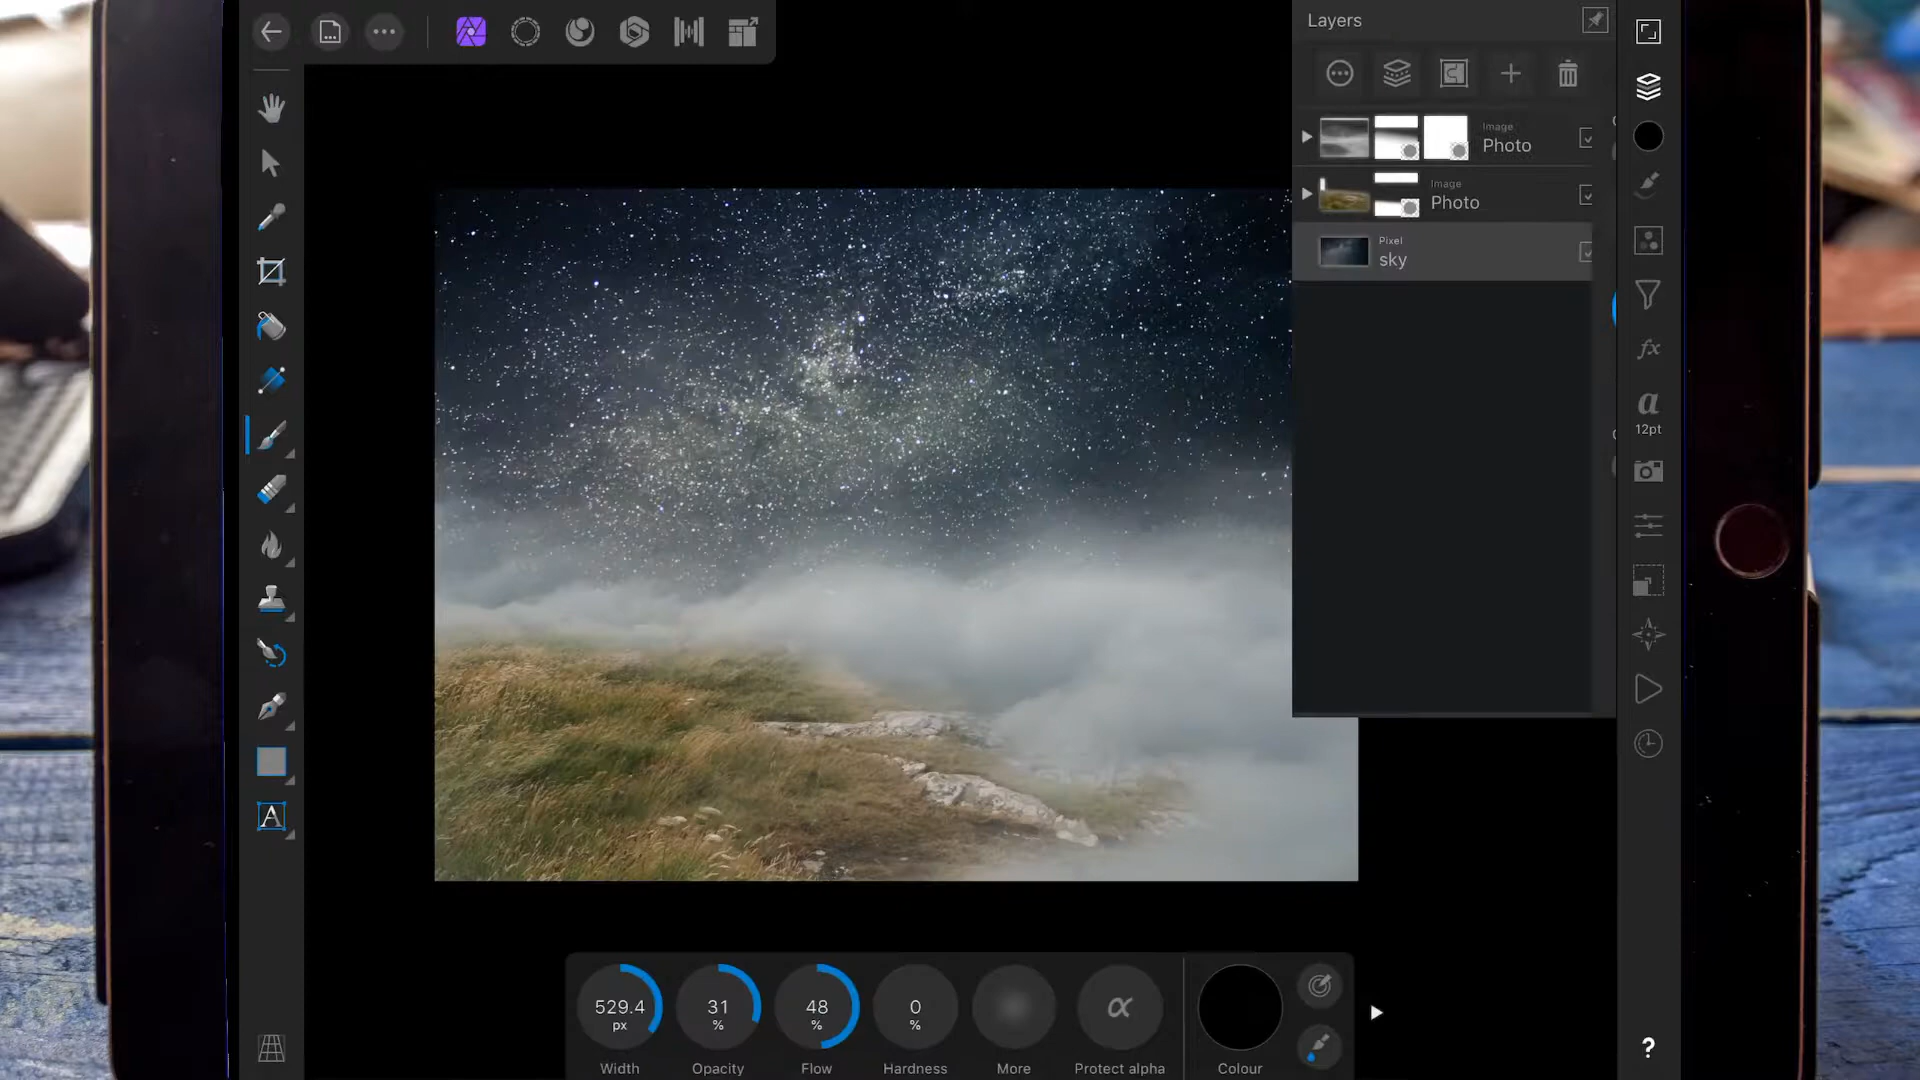 Layers
Image
Photo
Image
Photo
Pixel
sky
fx
a
12pt
A
529.4
px
31
%
48
%
0
%
α
Width
Opacity
Flow
Hardness
More
Protect alpha
Colour
?